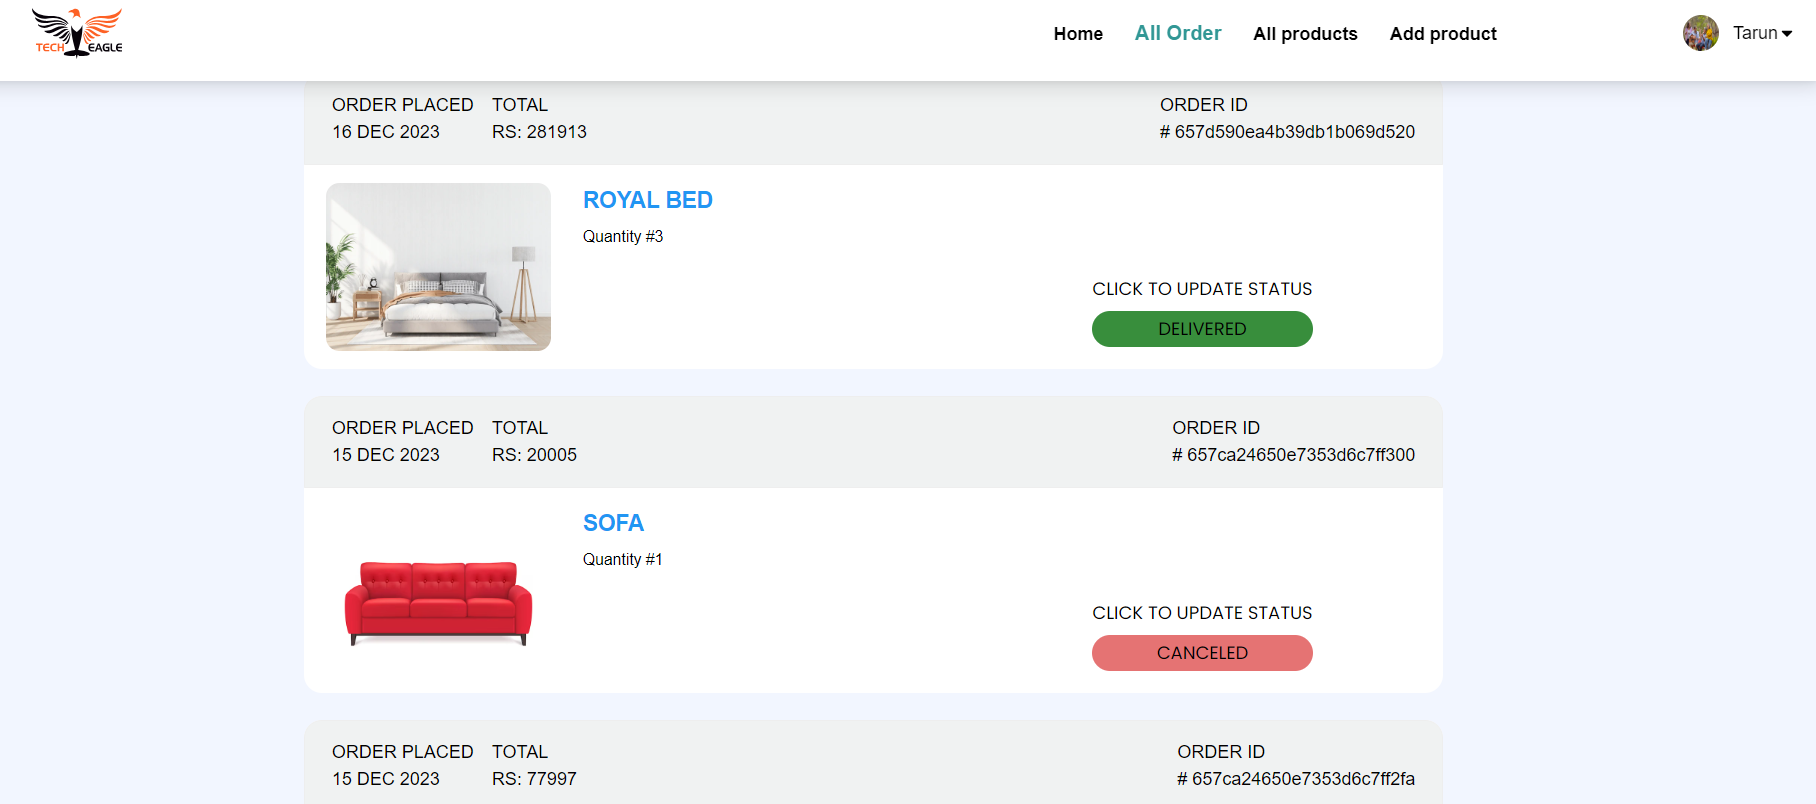 TECH EAGLE
Home All Order All products Add product Tarun
ORDER PLACED TOTAL ORDER ID
16 DEC 2023 RS: 281913 # 657d590ea4b39db1b069d520
ROYAL BED
Quantity #3
CLICK TO UPDATE STATUS
DELIVERED
ORDER PLACED TOTAL ORDER ID
15 DEC 2023 RS: 20005 # 657ca24650e7353d6c7ff300
SOFA
Quantity #1
CLICK TO UPDATE STATUS
CANCELED
ORDER PLACED TOTAL ORDER ID
15 DEC 2023 RS: 77997 # 657ca24650e7353d6c7ff2fa